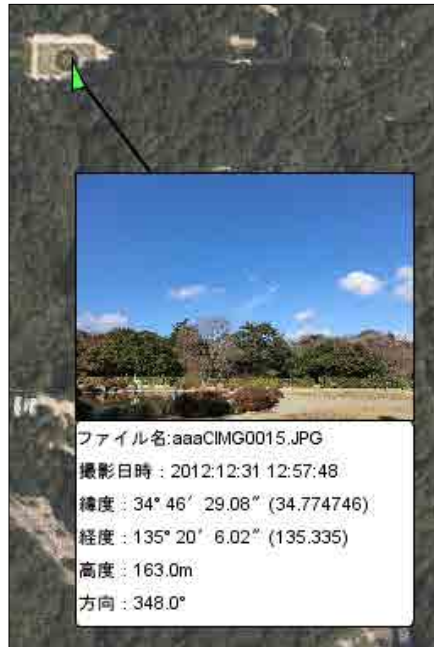 ファイル名:aaaCIMG0015.JPG
撮影日時：2012:12:31 12:57:48
緯度：34° 46′ 29.08″ (34.774746)
経度：135° 20′ 6.02″ (135.335)
高度：163.0m
方向：348.0°